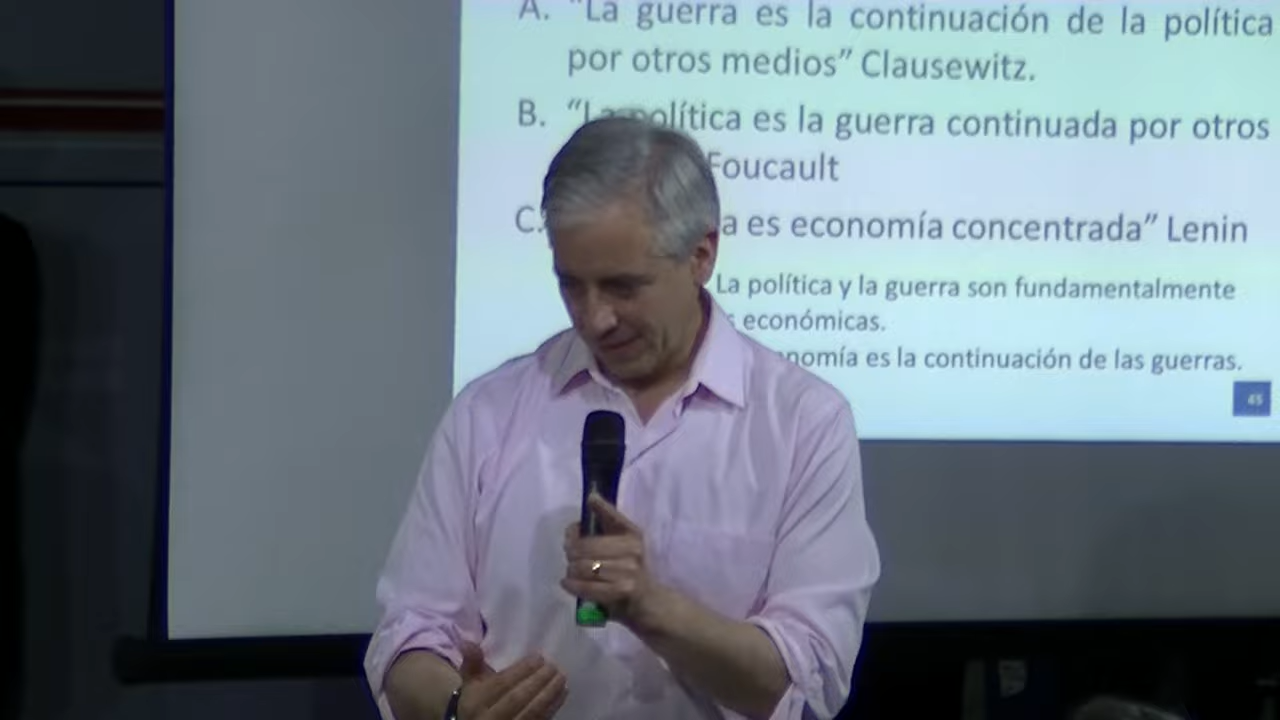 A. "La guerra es la continuación de la política
por otros medios" Clausewitz.
B. "La política es la guerra continuada por otros
Foucault
C. a es economía concentrada" Lenin
La política y la guerra son fundamentalmente
s económicas.
nomía es la continuación de las guerras.
45